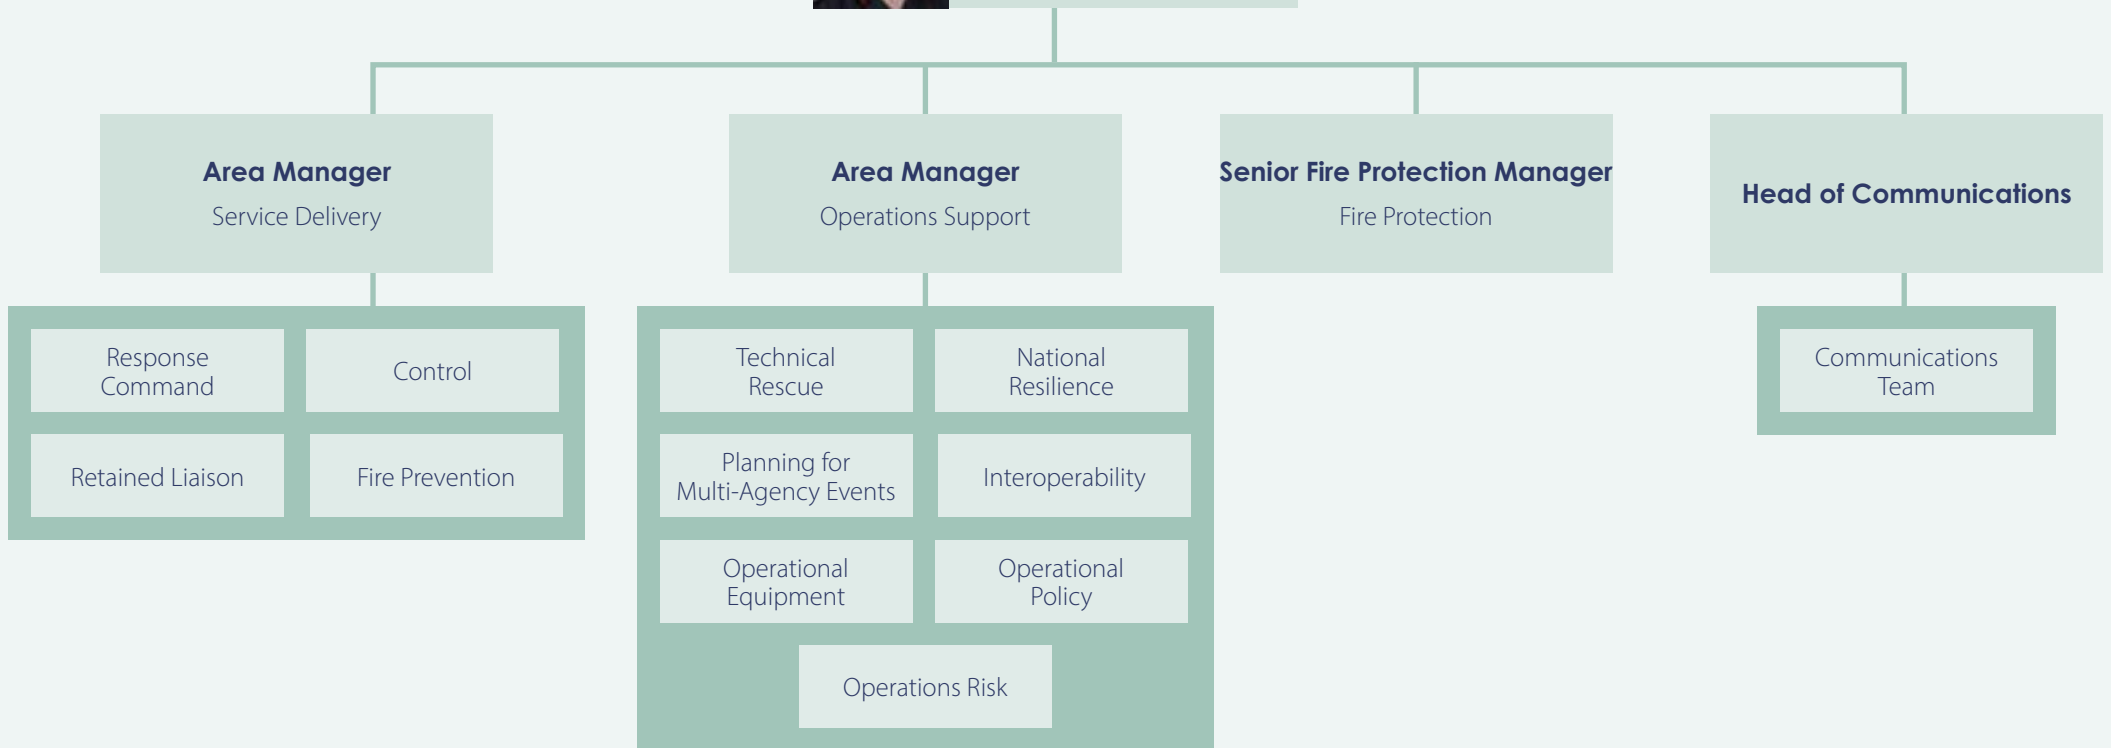 Area Manager
Service Delivery
Area Manager
Operations Support
Senior Fire Protection Manager
Fire Protection
Head of Communications
Response
Command
Control
Retained Liaison
Fire Prevention
Technical
Rescue
National
Resilience
Planning for
Multi-Agency Events
Interoperability
Operational
Equipment
Operational
Policy
Operations Risk
Communications
Team